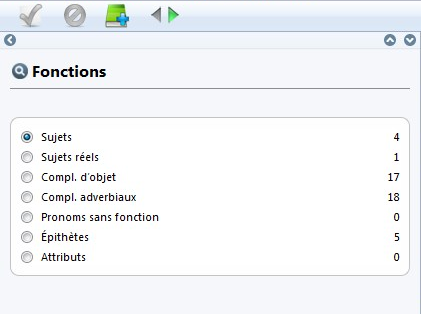 Fonctions
Sujets 4
Sujets réels 1
Compl. d'objet 17
Compl. adverbiaux 18
Pronoms sans fonction 0
Épithètes 5
Attributs 0